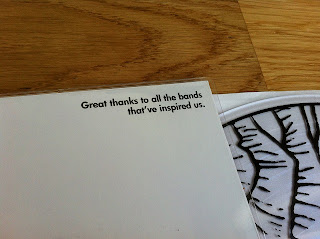 Great thanks to all the bands
that've inspired us.